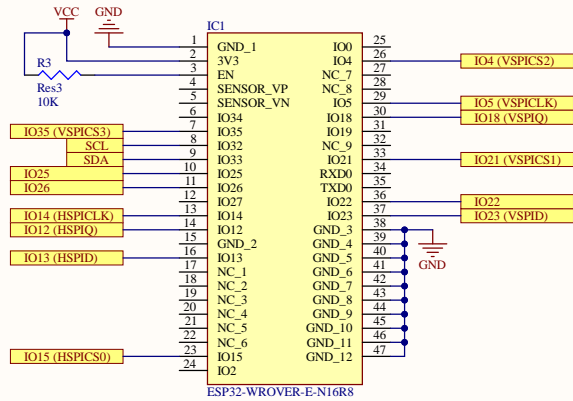 VCC
GND
IC1
R3
Res3
10K
1 GND_1
2 3V3
3 EN
4 SENSOR_VP
5 SENSOR_VN
6 IO34
IO35 (VSPICS3) 7 IO35
SCL 8 IO32
SDA 9 IO33
IO25 10 IO25
IO26 11 IO26
12 IO27
IO14 (HSPICLK) 13 IO14
IO12 (HSPIQ) 14 IO12
15 GND_2
IO13 (HSPID) 16 IO13
17 NC_1
18 NC_2
19 NC_3
20 NC_4
21 NC_5
22 NC_6
IO15 (HSPICS0) 23 IO15
24 IO2
IO0 25
IO4 26 IO4 (VSPICS2)
NC_7 27
NC_8 28
IO5 29 IO5 (VSPICLK)
IO18 30 IO18 (VSPIQ)
IO19 31
NC_9 32
IO21 33 IO21 (VSPICS1)
RXD0 34
TXD0 35
IO22 36 IO22
IO23 37 IO23 (VSPID)
GND_3 38
GND_4 39
GND_5 40
GND_6 41
GND_7 42
GND_8 43
GND_9 44
GND_10 45
GND_11 46
GND_12 47
GND
ESP32-WROVER-E-N16R8